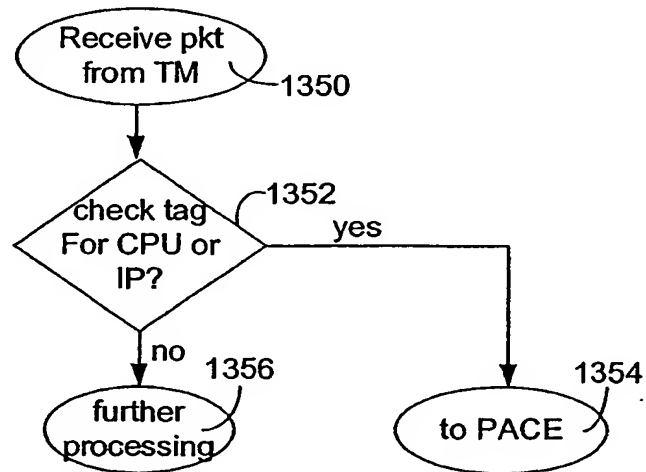 Receive pkt
from TM
1350
1352
check tag
For CPU or
IP?
yes
no
1356
1354
further
processing
to PACE